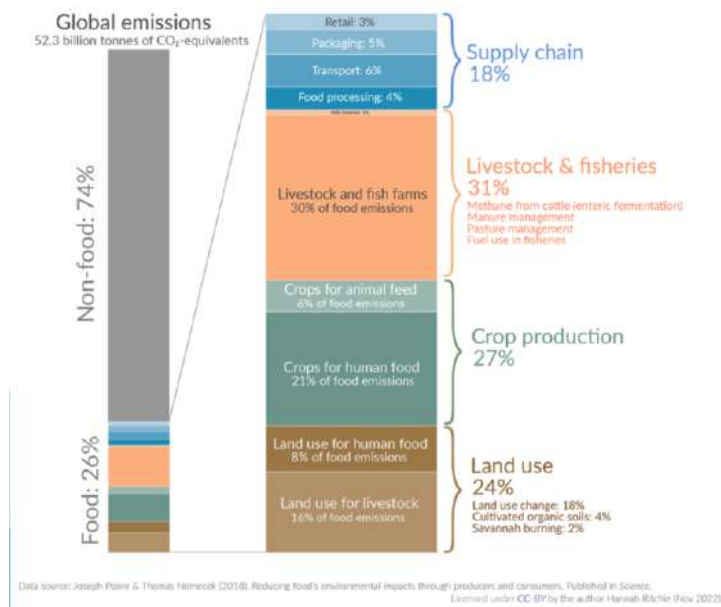 Global emissions
52.3 billion tonnes of CO₂-equivalents
Non-food: 74%
Food: 26%
Retail: 3%
Packaging: 5%
Transport: 6%
Food processing: 4%
Livestock and fish farms
30% of food emissions
Crops for animal feed
6% of food emissions
Crops for human food
21% of food emissions
Land use for human food
8% of food emissions
Land use for livestock
16% of food emissions
Supply chain
18%
Livestock & fisheries
31%
Methane from cattle (enteric fermentation)
Manure management
Pasture management
Fuel use in fisheries
Crop production
27%
Land use
24%
Land use change: 18%
Cultivated organic soils: 4%
Savannah burning: 2%
Data source: Joseph Poore & Thomas Nemecek (2018). Reducing food's environmental impacts through producers and consumers. Published in Science.
Licensed under CC-BY by the author Hannah Ritchie (Nov 2022)